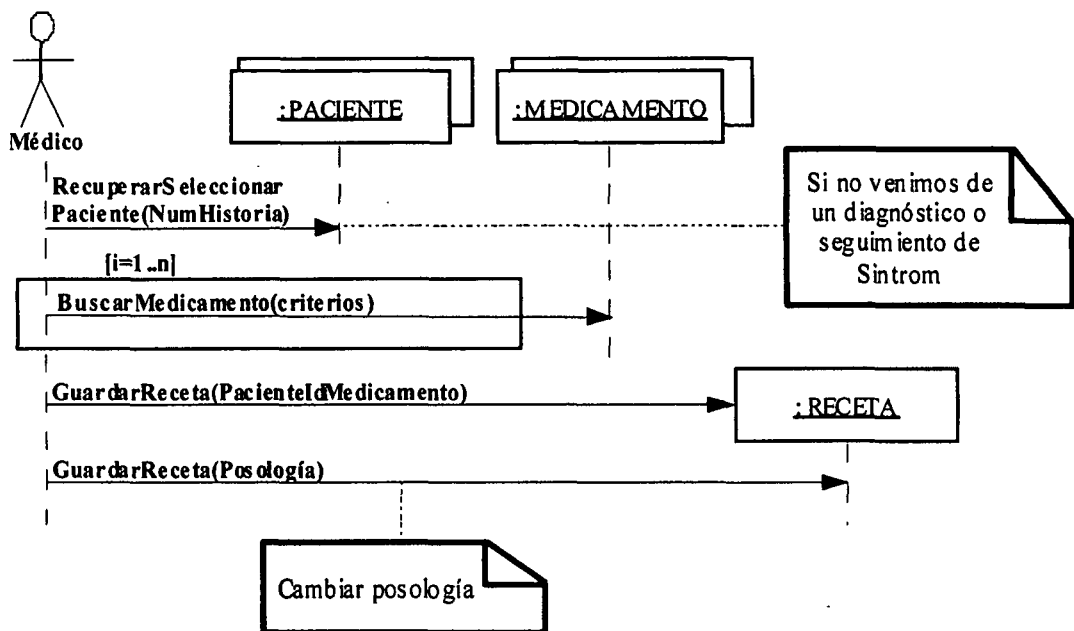 :PACIENTE
:MEDICAMENTO
Médico
RecuperarSeleccionar
Paciente(NumHistoria)
Si no venimos de
un diagnóstico o
seguimiento de
Sintrom
[i=1..n]
BuscarMedicamento(criterios)
GuardarReceta(PacienteIdMedicamento)
:RECETA
GuardarReceta(Posología)
Cambiar posología